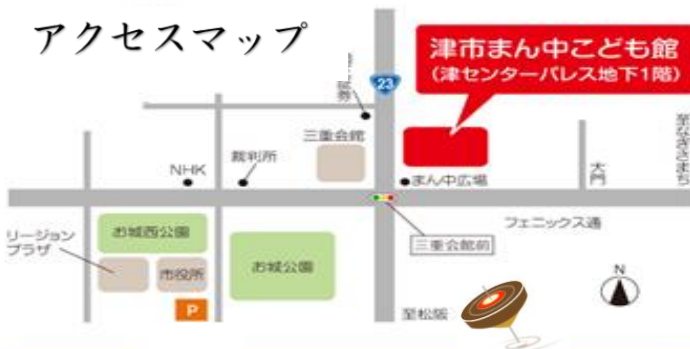 アクセスマップ
津市まん中こども館
(津センターパレス地下1階)
23
三重会館
至なぎさまち
裁判所
NHK
まん中広場
大門
フェニックス通
リージョン
プラザ
お城西公園
三重会館前
市役所
お城公園
P
至松阪
N